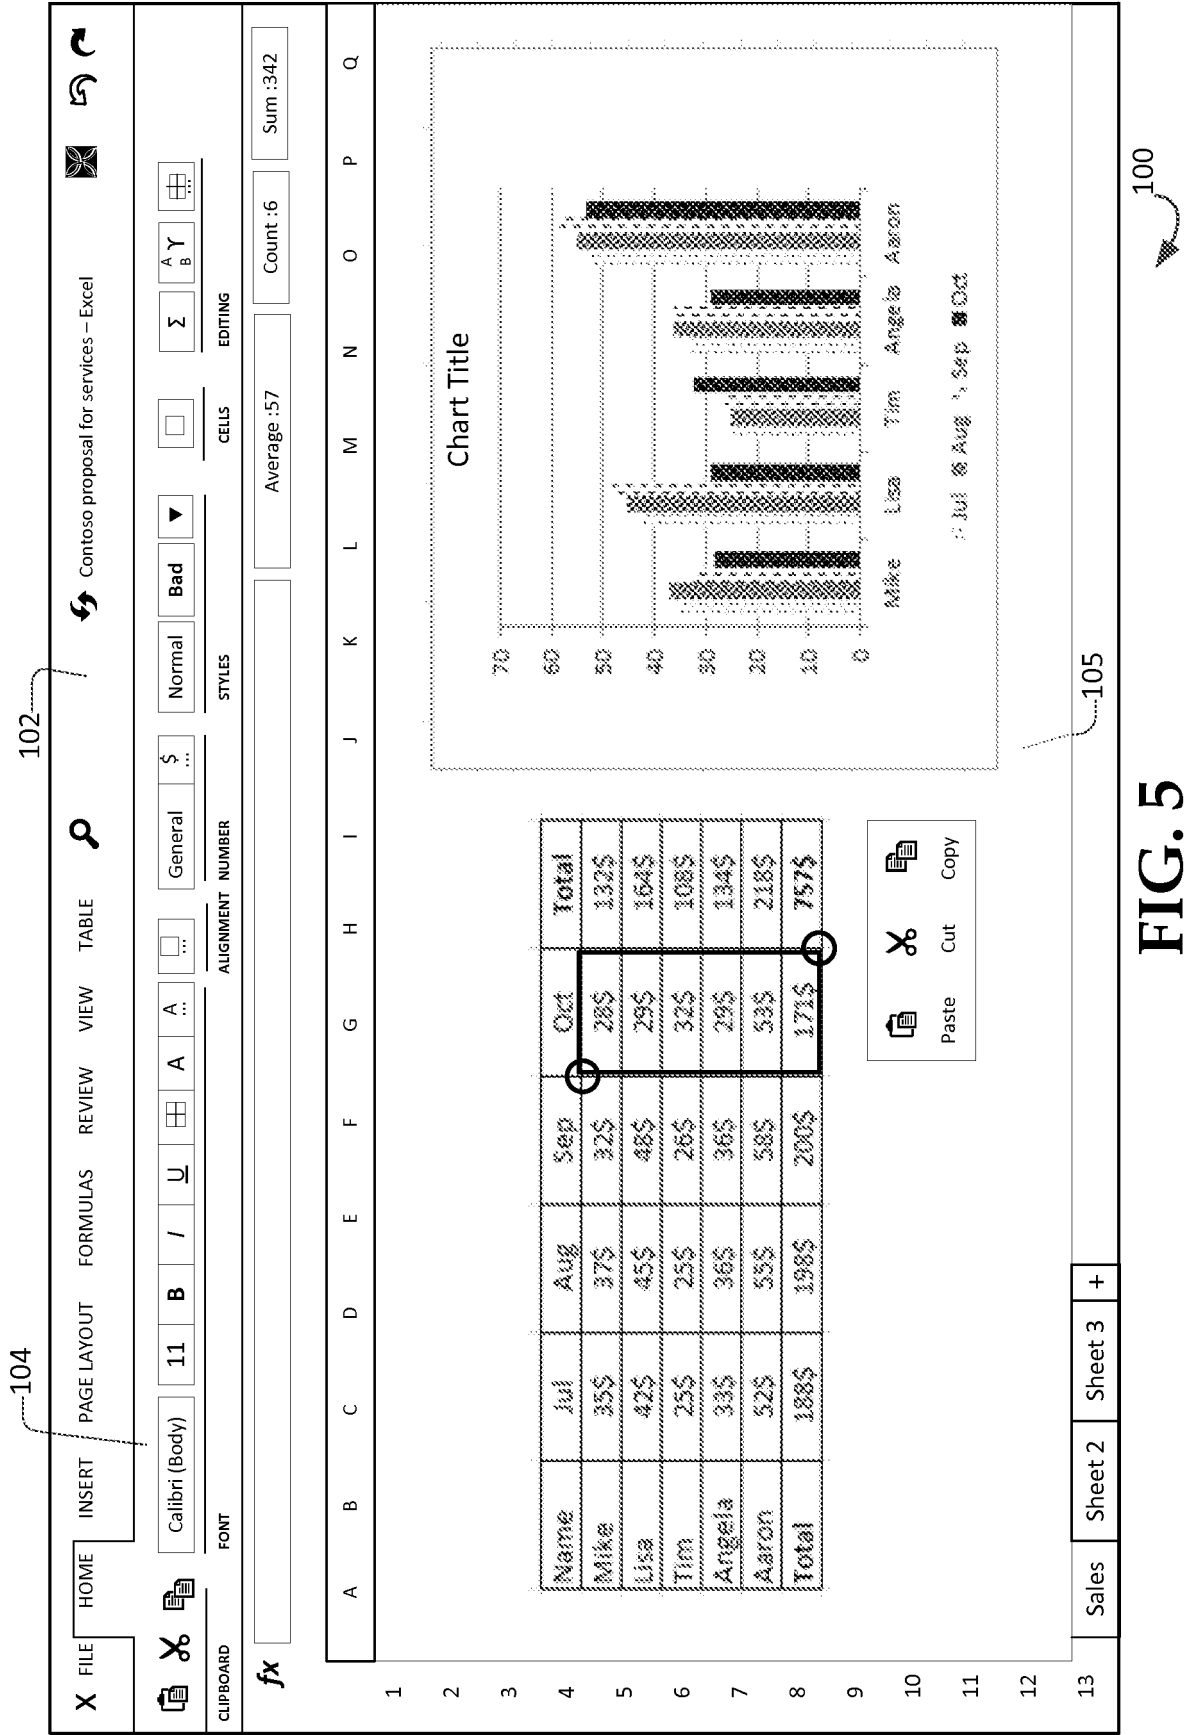 102
104
X FILE HOME INSERT PAGE LAYOUT FORMULAS REVIEW VIEW TABLE Contoso proposal for services – Excel
Calibri (Body) 11 B I U A A... General $... Normal Bad ▼ Σ A B
CLIPBOARD FONT ALIGNMENT NUMBER STYLES CELLS EDITING
fx Average :57 Count :6 Sum :342
A B C D E F G H I J K L M N O P Q
1
2
3
4
5
6
7
8
9
10
11
12
13
Name Jul Aug Sep Oct Total
Mike 35$ 37$ 32$ 28$ 132$
Lisa 42$ 45$ 48$ 29$ 164$
Tim 25$ 25$ 26$ 32$ 108$
Angela 33$ 36$ 36$ 29$ 134$
Aaron 52$ 55$ 58$ 53$ 218$
Total 188$ 198$ 200$ 171$ 757$
Paste Cut Copy
Chart Title
70
60
50
40
30
20
10
0
Mike Lisa Tim Angela Aaron
Jul Aug Sep Oct
105
Sales Sheet 2 Sheet 3 +
100
FIG. 5